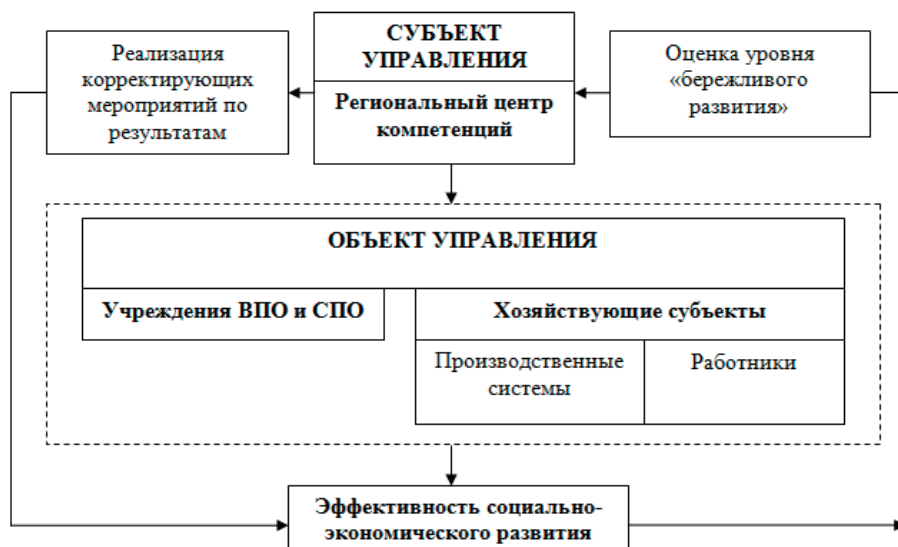 Реализация
корректирующих
мероприятий по
результатам
СУБЪЕКТ
УПРАВЛЕНИЯ
Региональный центр
компетенций
Оценка уровня
«бережливого
развития»
ОБЪЕКТ УПРАВЛЕНИЯ
Учреждения ВПО и СПО
Хозяйствующие субъекты
Производственные
системы
Работники
Эффективность социально-
экономического развития